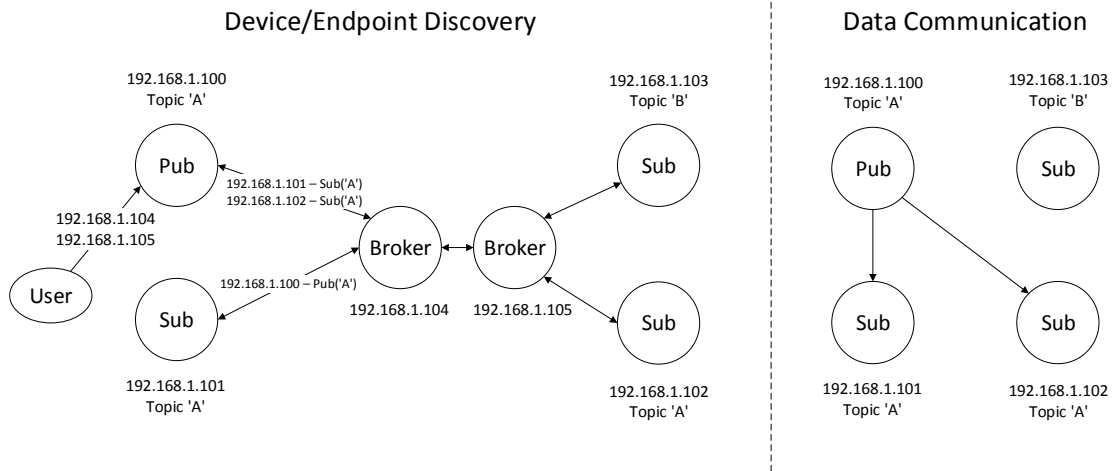 Device/Endpoint Discovery
192.168.1.100
Topic 'A'
Pub
192.168.1.103
Topic 'B'
Sub
192.168.1.101 – Sub('A')
192.168.1.102 – Sub('A')
192.168.1.104
192.168.1.105
User
Broker
Broker
192.168.1.100 – Pub('A')
192.168.1.104
192.168.1.105
Sub
192.168.1.101
Topic 'A'
Sub
192.168.1.102
Topic 'A'
Data Communication
192.168.1.100
Topic 'A'
Pub
192.168.1.103
Topic 'B'
Sub
Sub
192.168.1.101
Topic 'A'
Sub
192.168.1.102
Topic 'A'